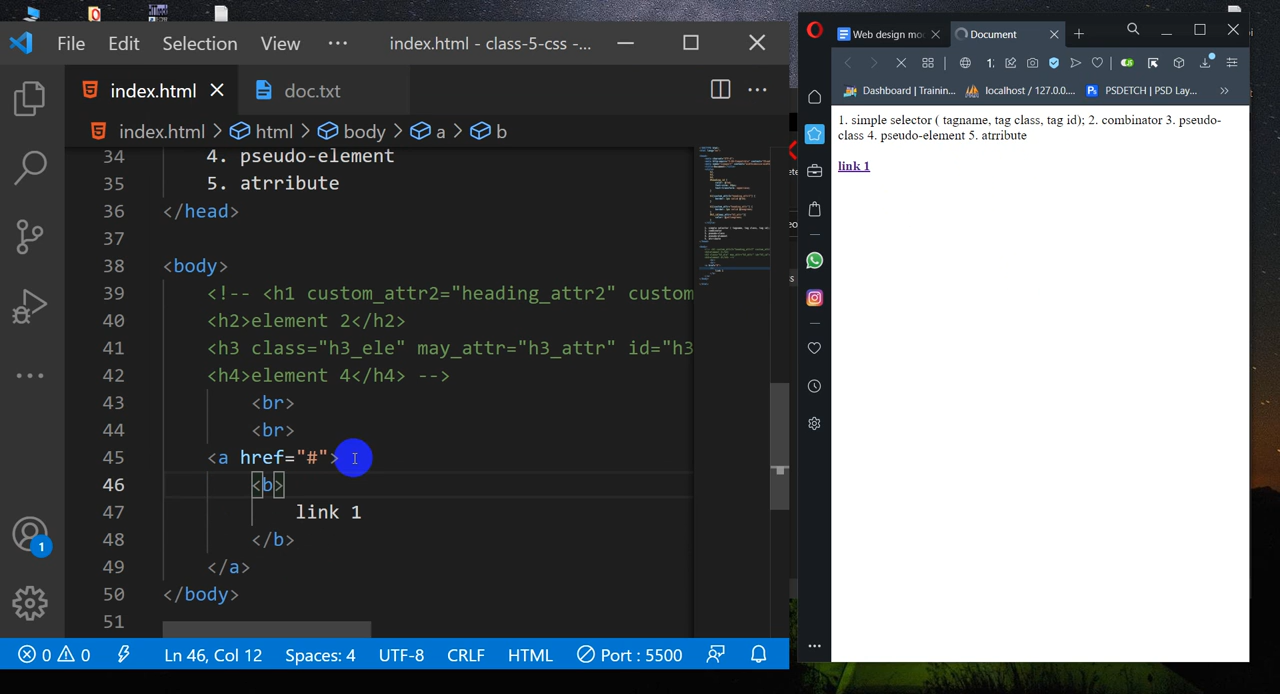 File Edit Selection View ··· index.html - class-5-css -...
index.html doc.txt
index.html > html > body > a > b
34 4. pseudo-element
35 5. atrribute
36 </head>
37
38 <body>
39 <!-- <h1 custom_attr2="heading_attr2" custom
40 <h2>element 2</h2>
41 <h3 class="h3_ele" may_attr="h3_attr" id="h3
42 <h4>element 4</h4> -->
43 <br>
44 <br>
45 <a href="#">
46 <b>
47 link 1
48 </b>
49 </a>
50 </body>
51
1
0 0 Ln 46, Col 12 Spaces: 4 UTF-8 CRLF HTML Port : 5500
Web design mo Document
Dashboard | Trainin... localhost / 127.0.0.... PSDETCH | PSD Lay...
1. simple selector ( tagname, tag class, tag id); 2. combinator 3. pseudo-
class 4. pseudo-element 5. atrribute
link 1